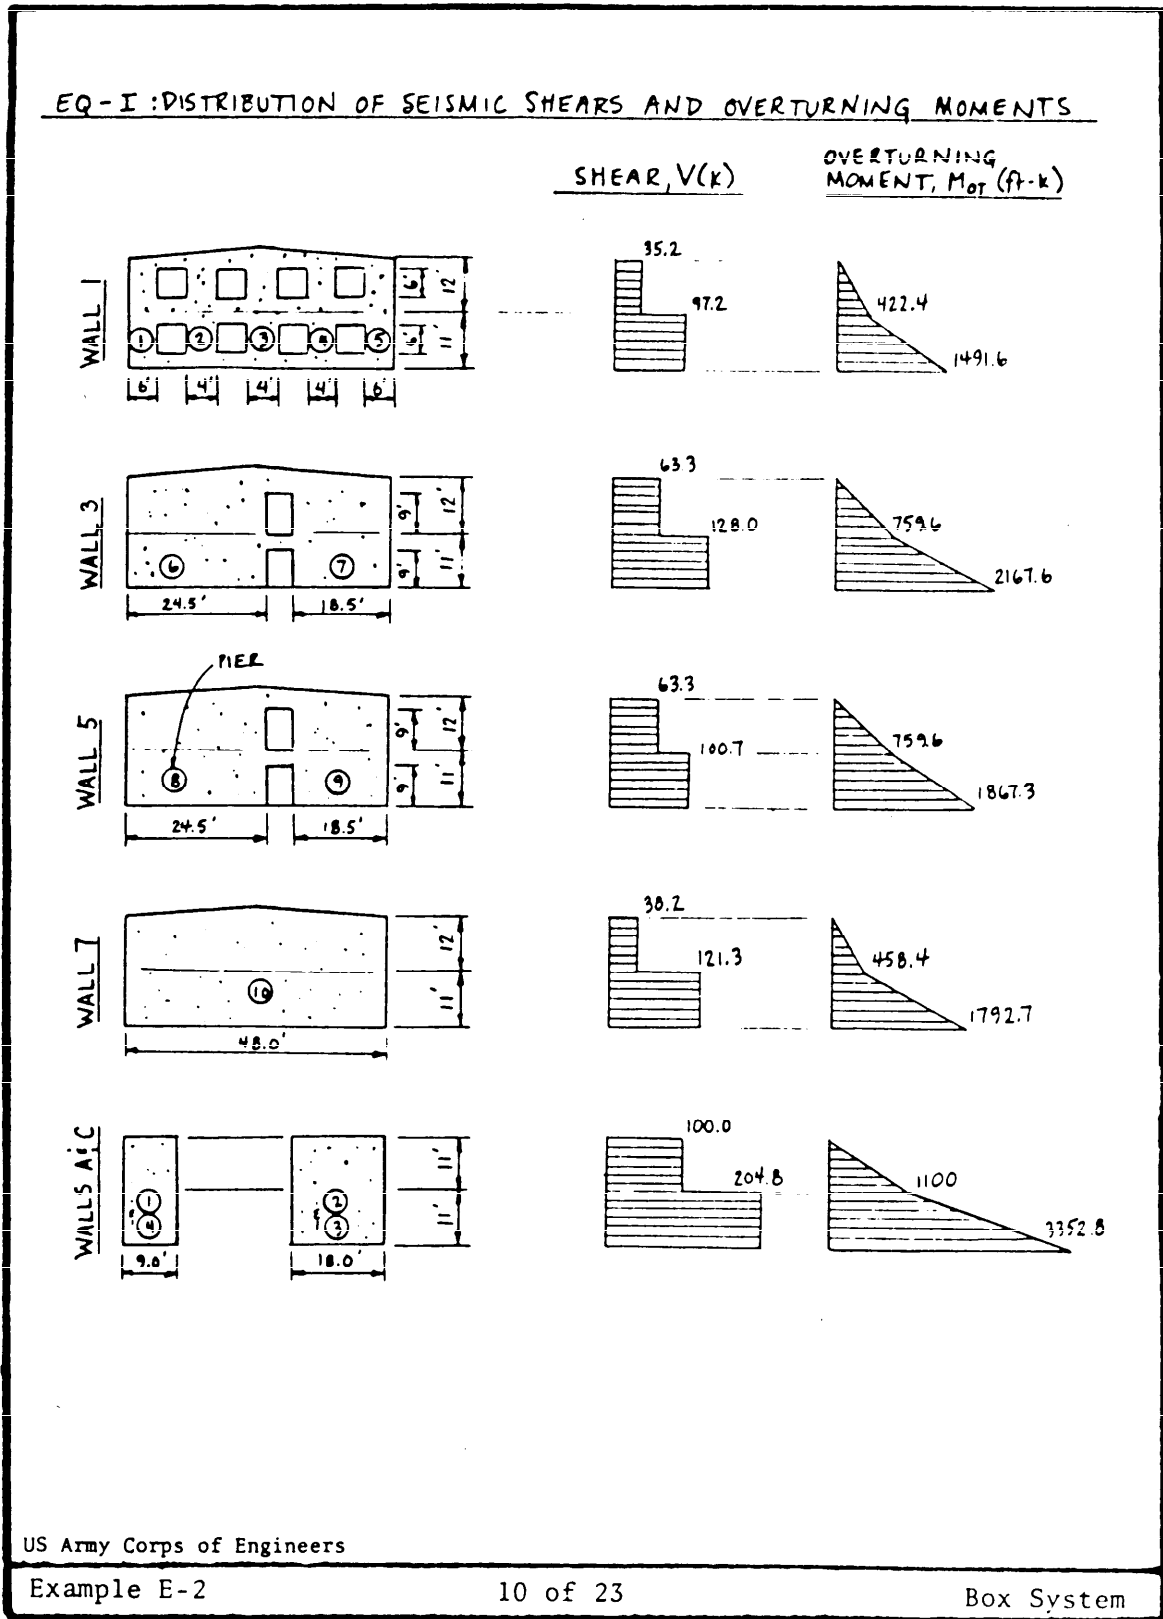 EQ-I : DISTRIBUTION OF SEISMIC SHEARS AND OVERTURNING MOMENTS
SHEAR, V(K)
OVERTURNING
MOMENT, MOT (ft-k)
WALL 1
1 2 3 4 5
6' 4' 4' 4' 6'
6' 12'
6' 11'
35.2
97.2
422.4
1491.6
WALL 3
6 7
24.5' 18.5'
9' 12'
9' 11'
63.3
128.0
759.6
2167.6
PIER
WALL 5
8 9
24.5' 18.5'
9' 12'
9' 11'
63.3
100.7
759.6
1867.3
WALL 7
10
48.0'
12'
11'
38.2
121.3
458.4
1792.7
WALLS A & C
1 2
& 4 & 3
9.0' 18.0'
11'
11'
100.0
204.8
1100
3352.8
US Army Corps of Engineers
Example E-2 10 of 23 Box System